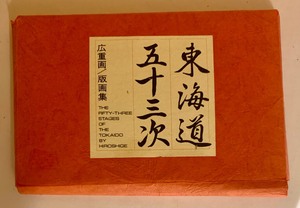 東海道
五十三次
広重画/版画集
THE
FIFTY-THREE
STAGES
OF
THE
TOKAIDO
BY
HIROSHIGE